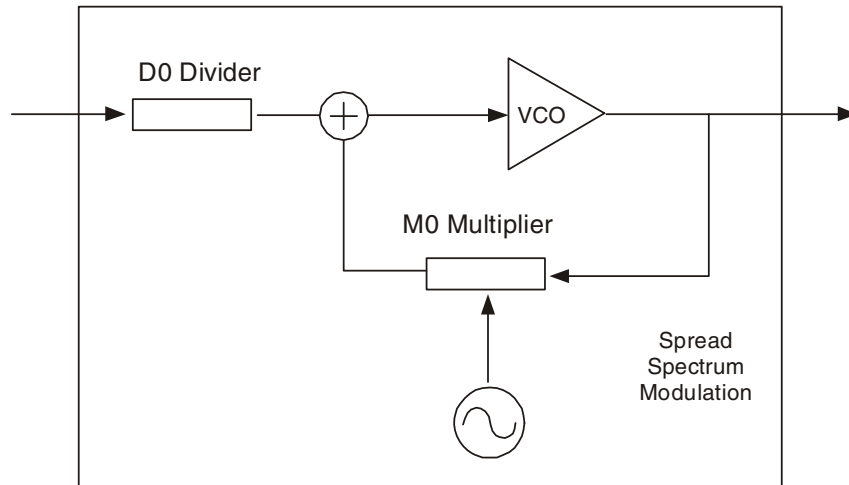 D0 Divider
VCO
M0 Multiplier
Spread
Spectrum
Modulation